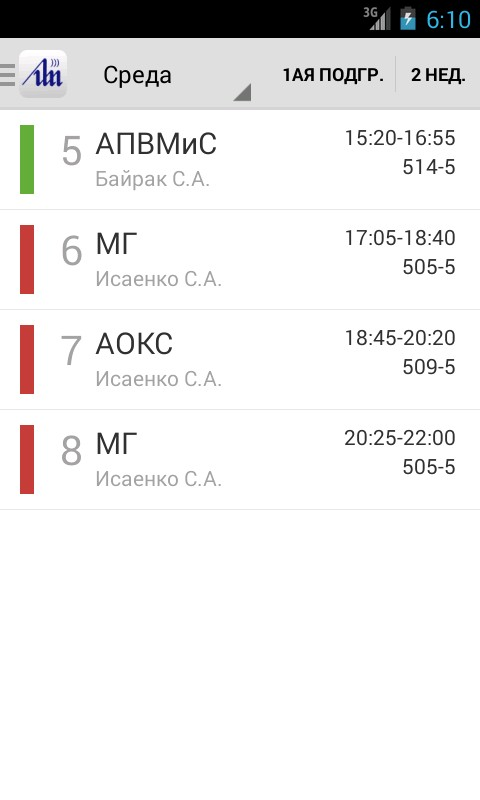 3G 6:10
Среда 1АЯ ПОДГР. 2 НЕД.
5 АПВМиС 15:20-16:55
Байрак С.А. 514-5
6 МГ 17:05-18:40
Исаенко С.А. 505-5
7 АОКС 18:45-20:20
Исаенко С.А. 509-5
8 МГ 20:25-22:00
Исаенко С.А. 505-5